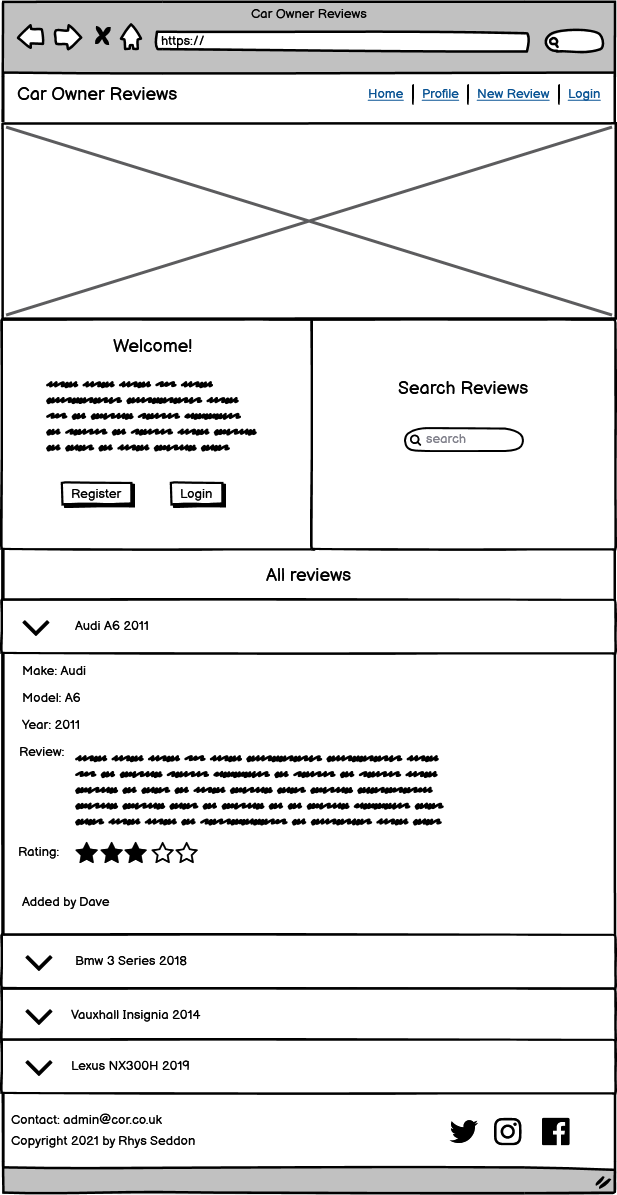 Car Owner Reviews
https://
Car Owner Reviews
Home
Profile
New Review
Login
Welcome!
Register
Login
Search Reviews
search
All reviews
Audi A6 2011
Make: Audi
Model: A6
Year: 2011
Review:
Rating:
Added by Dave
Bmw 3 Series 2018
Vauxhall Insignia 2014
Lexus NX300H 2019
Contact: admin@cor.co.uk
Copyright 2021 by Rhys Seddon